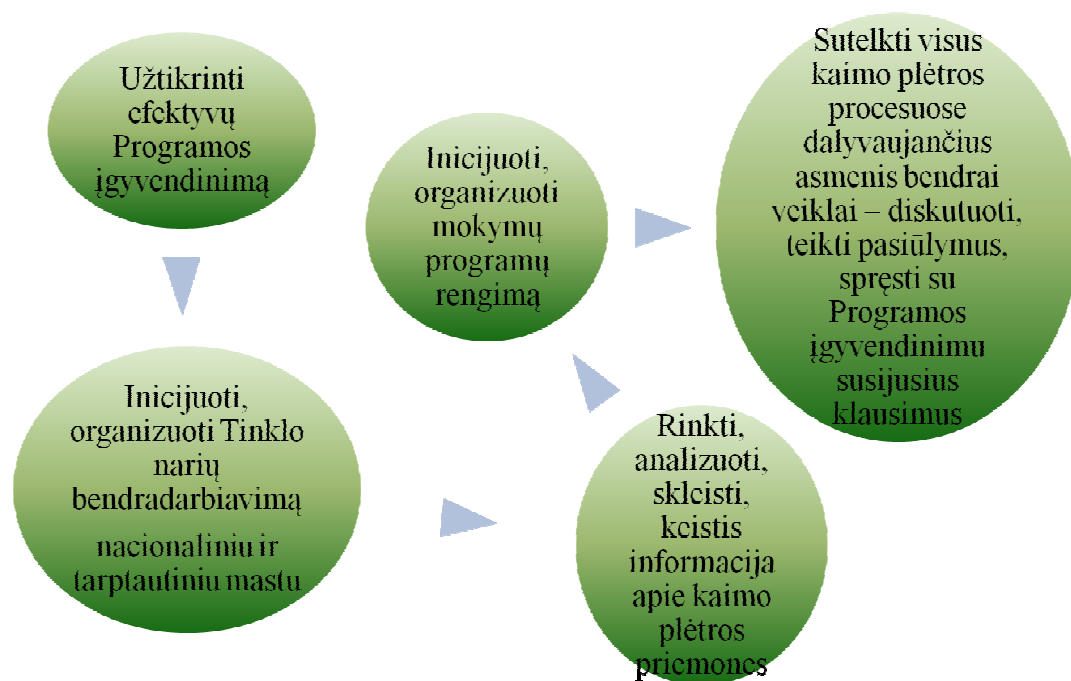 Užtikrinti
efektyvų
Programos
įgyvendinimą
Inicijuoti,
organizuoti Tinklo
narių
bendradarbiavimą
nacionaliniu ir
tarptautiniu mastu
Rinkti,
analizuoti,
skleisti,
keistis
informacija
apie kaimo
plėtros
priemones
Inicijuoti,
organizuoti
mokymų
programų
rengimą
Sutelkti visus
kaimo plėtros
procesuose
dalyvaujančius
asmenis bendrai
veiklai – diskutuoti,
teikti pasiūlymus,
spręsti su
Programos
įgyvendinimu
susijusius
klausimus